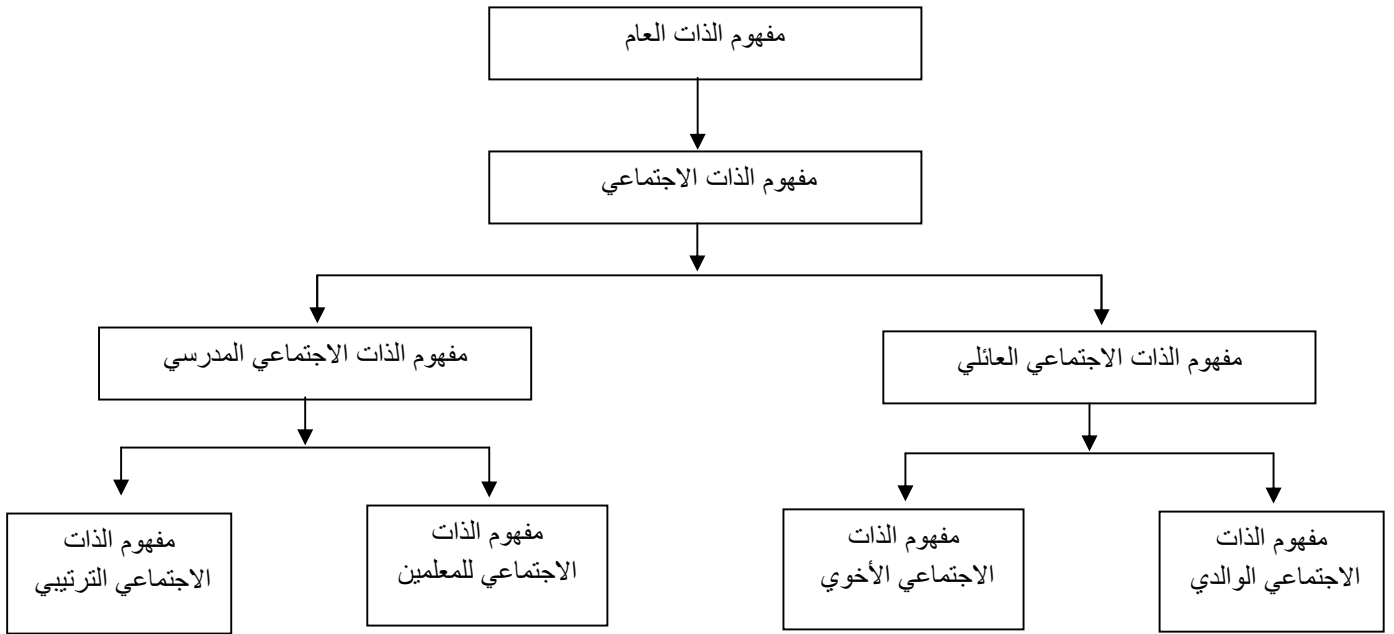 مفهوم الذات العام
مفهوم الذات الاجتماعي
مفهوم الذات الاجتماعي العائلي
مفهوم الذات الاجتماعي المدرسي
مفهوم الذات
الاجتماعي الوالدي
مفهوم الذات
الاجتماعي الأخوي
مفهوم الذات
الاجتماعي للمعلمين
مفهوم الذات
الاجتماعي الترتيبي